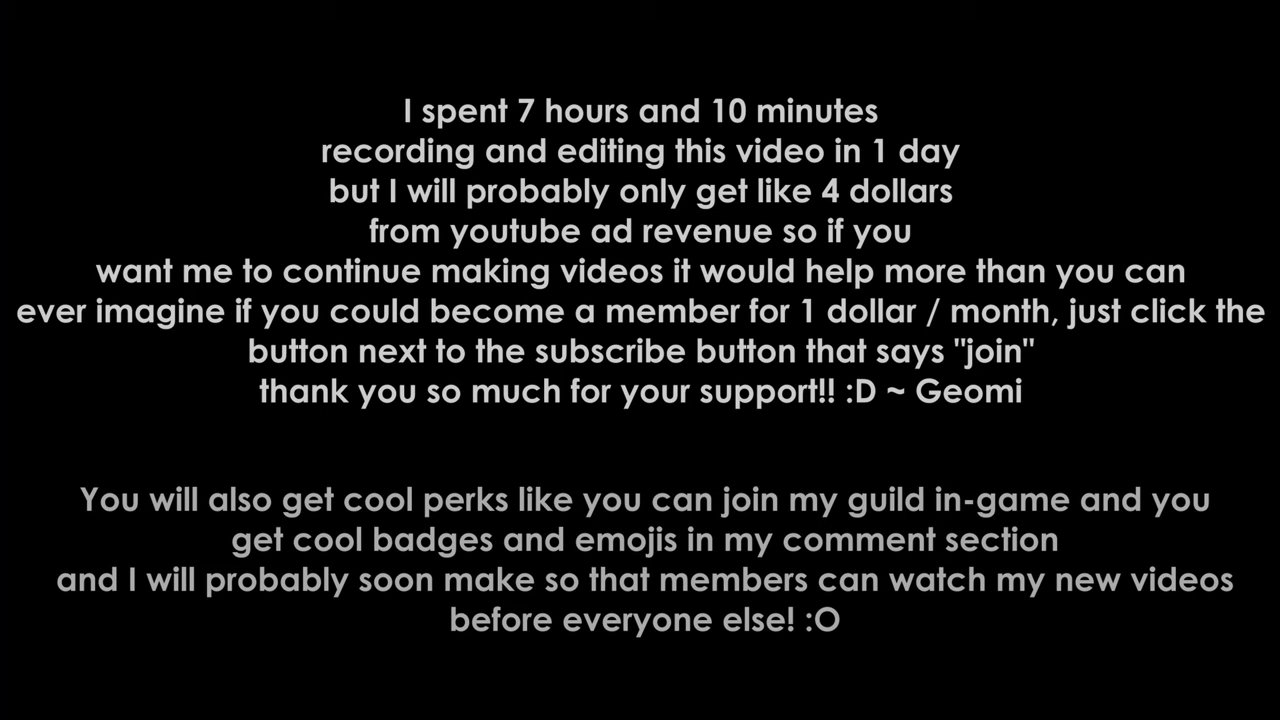 I spent 7 hours and 10 minutes
recording and editing this video in 1 day
but I will probably only get like 4 dollars
from youtube ad revenue so if you
want me to continue making videos it would help more than you can
ever imagine if you could become a member for 1 dollar / month, just click the
button next to the subscribe button that says "join"
thank you so much for your support!! :D ~ Geomi
You will also get cool perks like you can join my guild in-game and you
get cool badges and emojis in my comment section
and I will probably soon make so that members can watch my new videos
before everyone else! :O